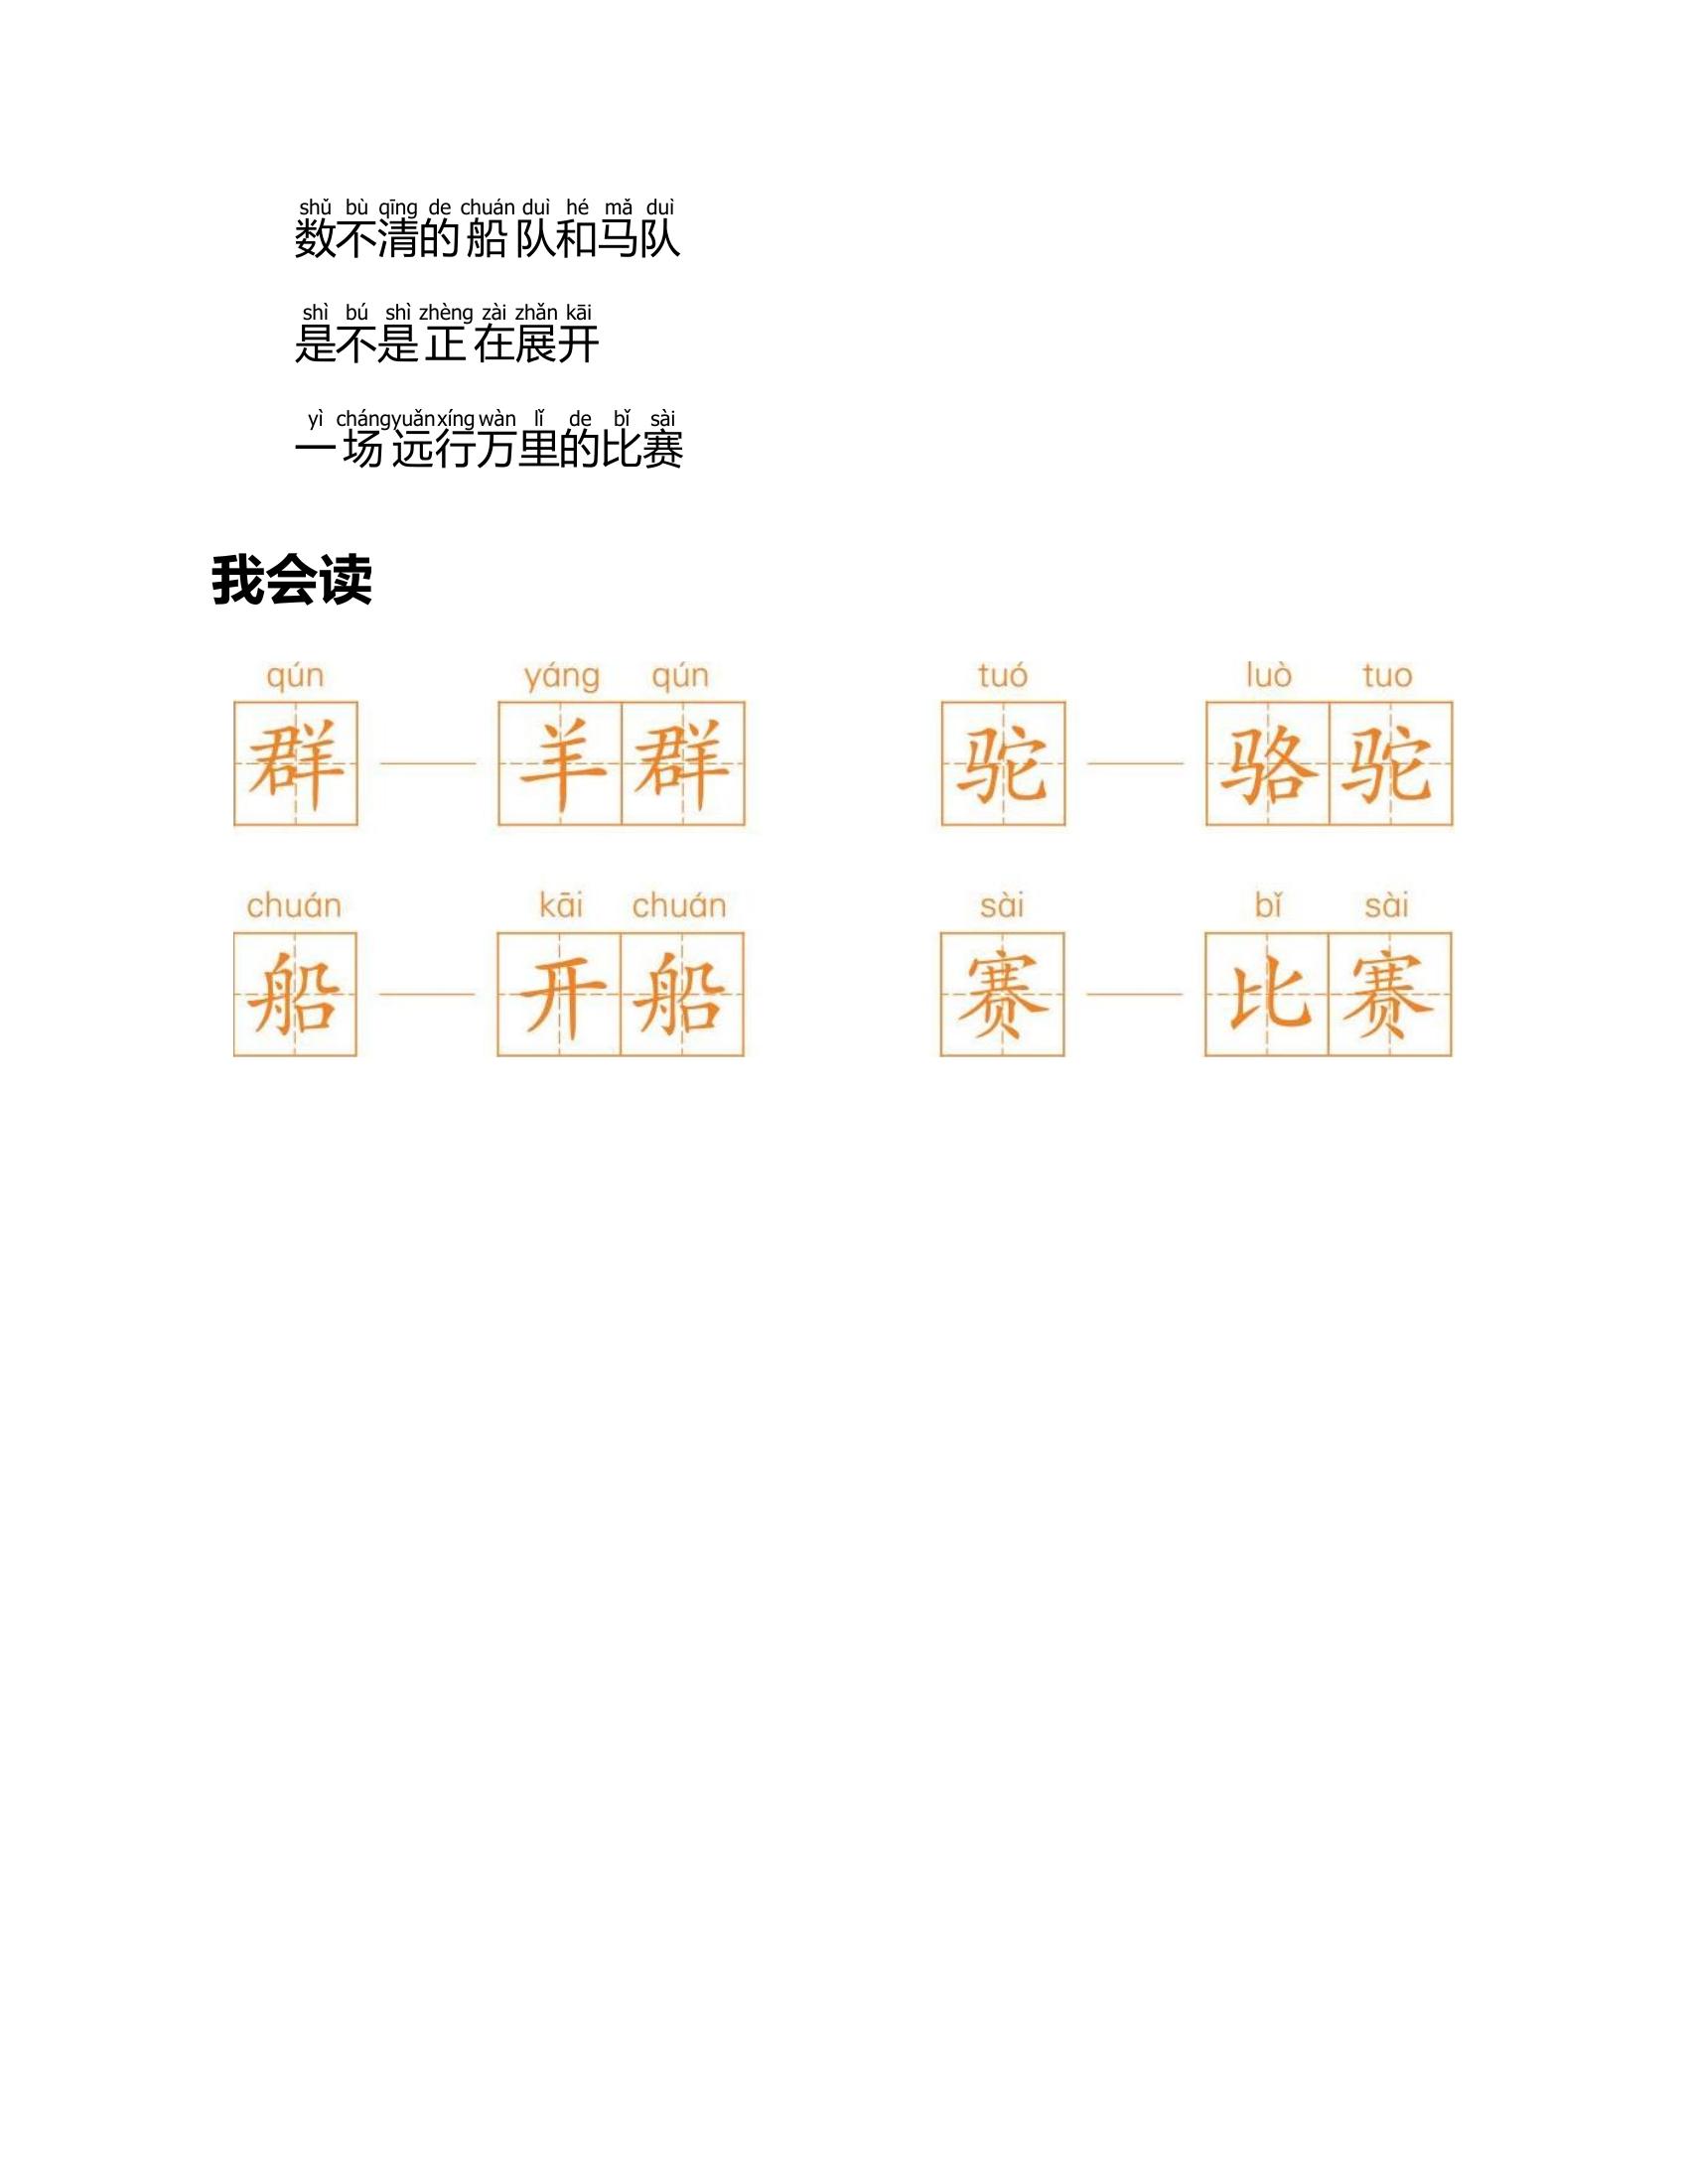 shǔ bù qīng de chuán duì hé mǎ duì
数不清的船队和马队
shì bú shì zhèng zài zhǎn kāi
是不是正在展开
yì chángyuǎnxíng wàn lǐ de bǐ sài
一场远行万里的比赛
我会读
qún yáng qún tuó luò tuo
群——羊群 驼——骆驼
chuán kāi chuán sài bǐ sài
船——开船 赛——比赛